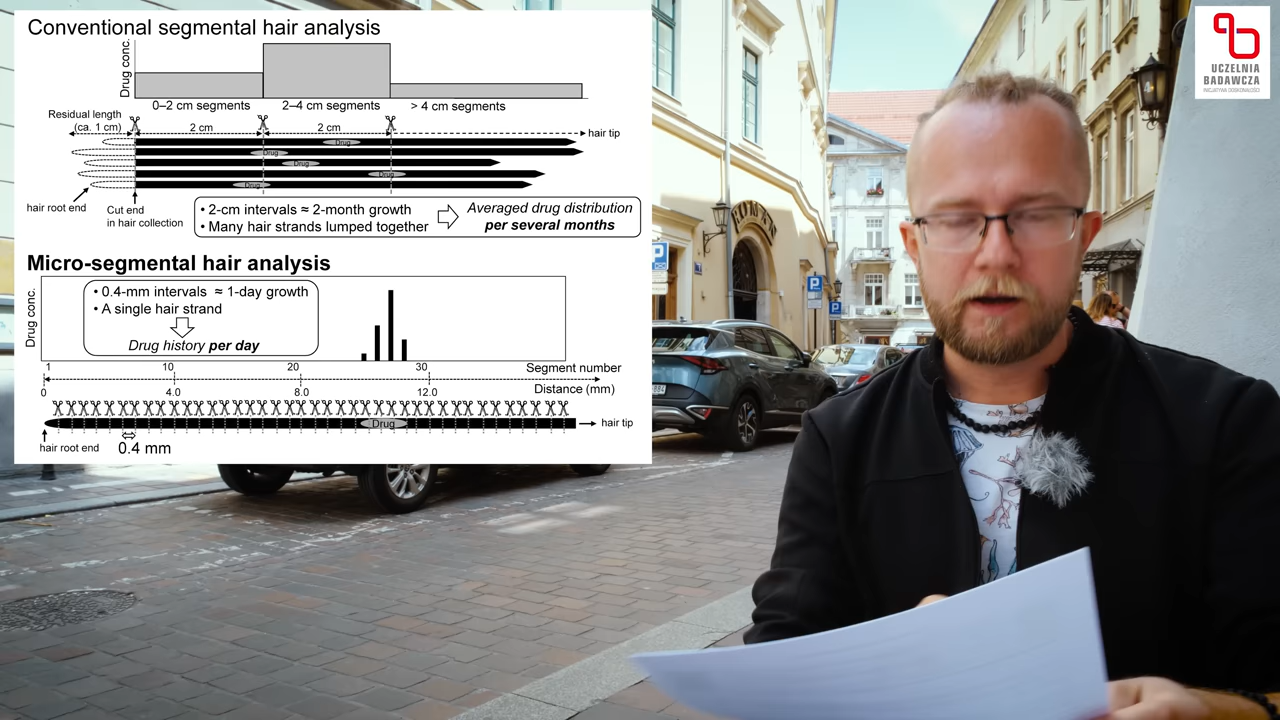 Conventional segmental hair analysis
Drug conc.
0–2 cm segments
2–4 cm segments
> 4 cm segments
Residual length
(ca. 1 cm)
2 cm
2 cm
hair tip
Drug
Drug
Drug
Drug
Drug
hair root end
Cut end
in hair collection
• 2-cm intervals ≈ 2-month growth
• Many hair strands lumped together
Averaged drug distribution
per several months
Micro-segmental hair analysis
Drug conc.
• 0.4-mm intervals ≈ 1-day growth
• A single hair strand
Drug history per day
1 10 20 30 Segment number
0 4.0 8.0 12.0 Distance (mm)
Drug
hair tip
hair root end
0.4 mm
UCZELNIA
BADAWCZA
INICJATYWA DOSKONAŁOŚCI
P
P
P